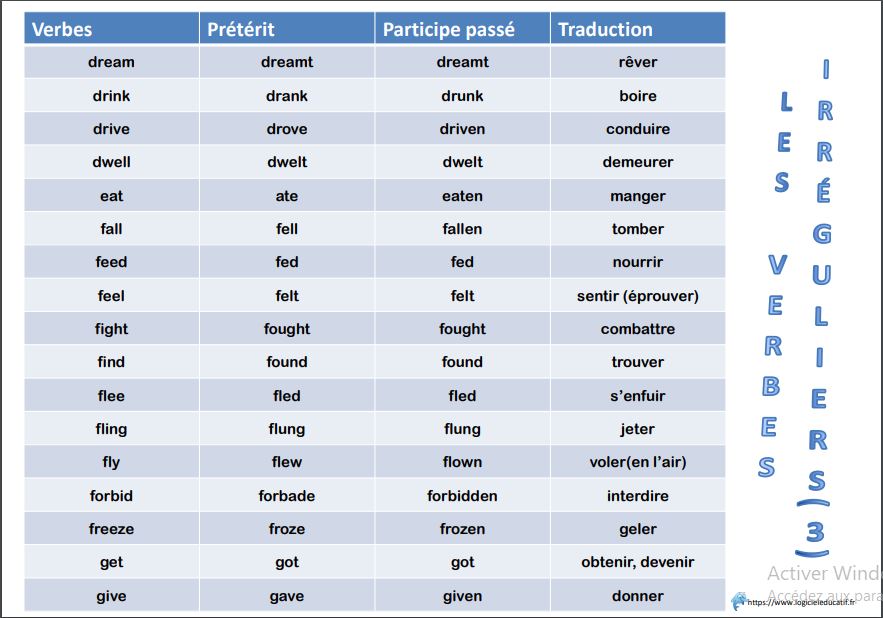 Verbes Prétérit Participe passé Traduction
dream dreamt dreamt rêver
drink drank drunk boire
drive drove driven conduire
dwell dwelt dwelt demeurer
eat ate eaten manger
fall fell fallen tomber
feed fed fed nourrir
feel felt felt sentir (éprouver)
fight fought fought combattre
find found found trouver
flee fled fled s’enfuir
fling flung flung jeter
fly flew flown voler(en l’air)
forbid forbade forbidden interdire
freeze froze frozen geler
get got got obtenir, devenir
give gave given donner
LES VERBES
IRRÉGULIERS(3)
Activer Wind
Accédez aux para
https://www.logicieleducatif.fr